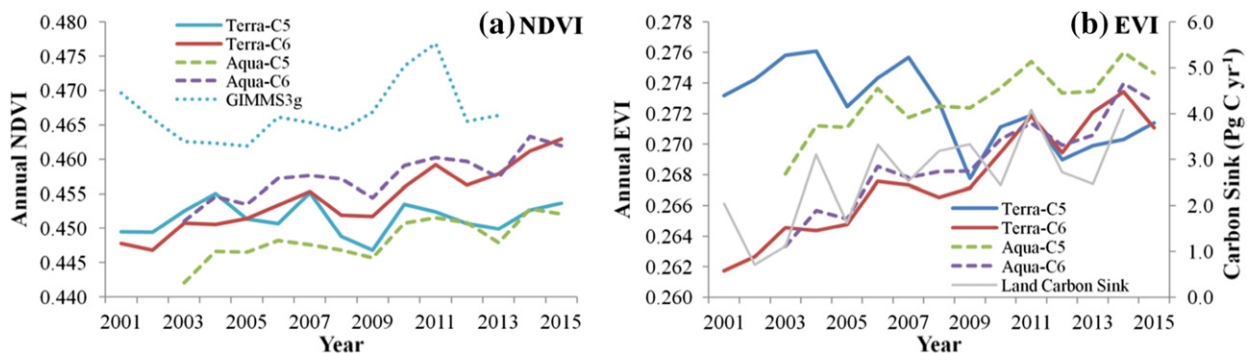 (a) NDVI
0.480
0.475
0.470
0.465
0.460
0.455
0.450
0.445
0.440
Annual NDVI
Terra-C5
Terra-C6
Aqua-C5
Aqua-C6
GIMMS3g
2001 2003 2005 2007 2009 2011 2013 2015
Year
(b) EVI
0.278
0.276
0.274
0.272
0.270
0.268
0.266
0.264
0.262
0.260
Annual EVI
6.0
5.0
4.0
3.0
2.0
1.0
0.0
Carbon Sink (Pg C yr-1)
Terra-C5
Terra-C6
Aqua-C5
Aqua-C6
Land Carbon Sink
2001 2003 2005 2007 2009 2011 2013 2015
Year